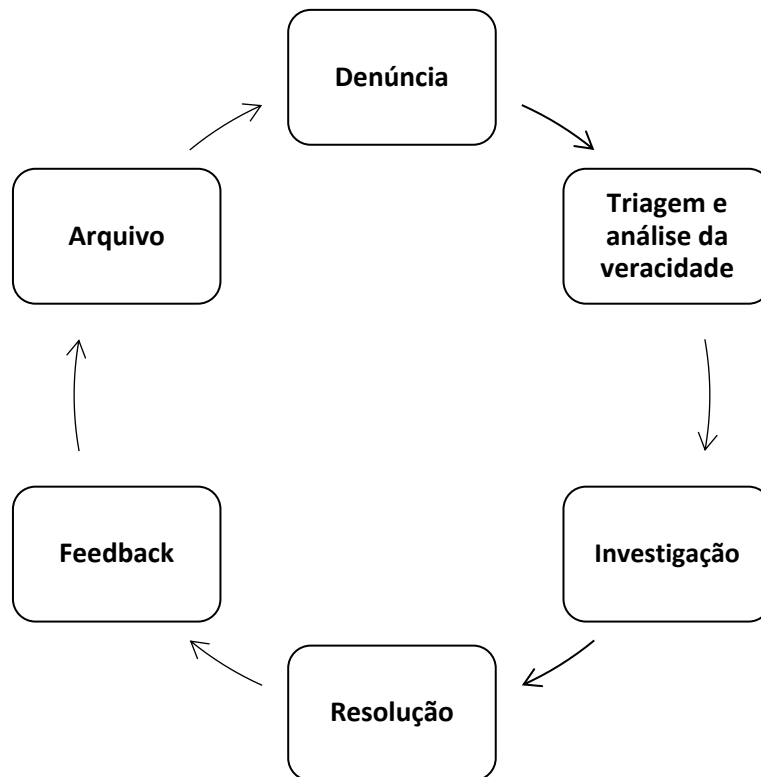 Denúncia
Triagem e
análise da
veracidade
Investigação
Resolução
Feedback
Arquivo